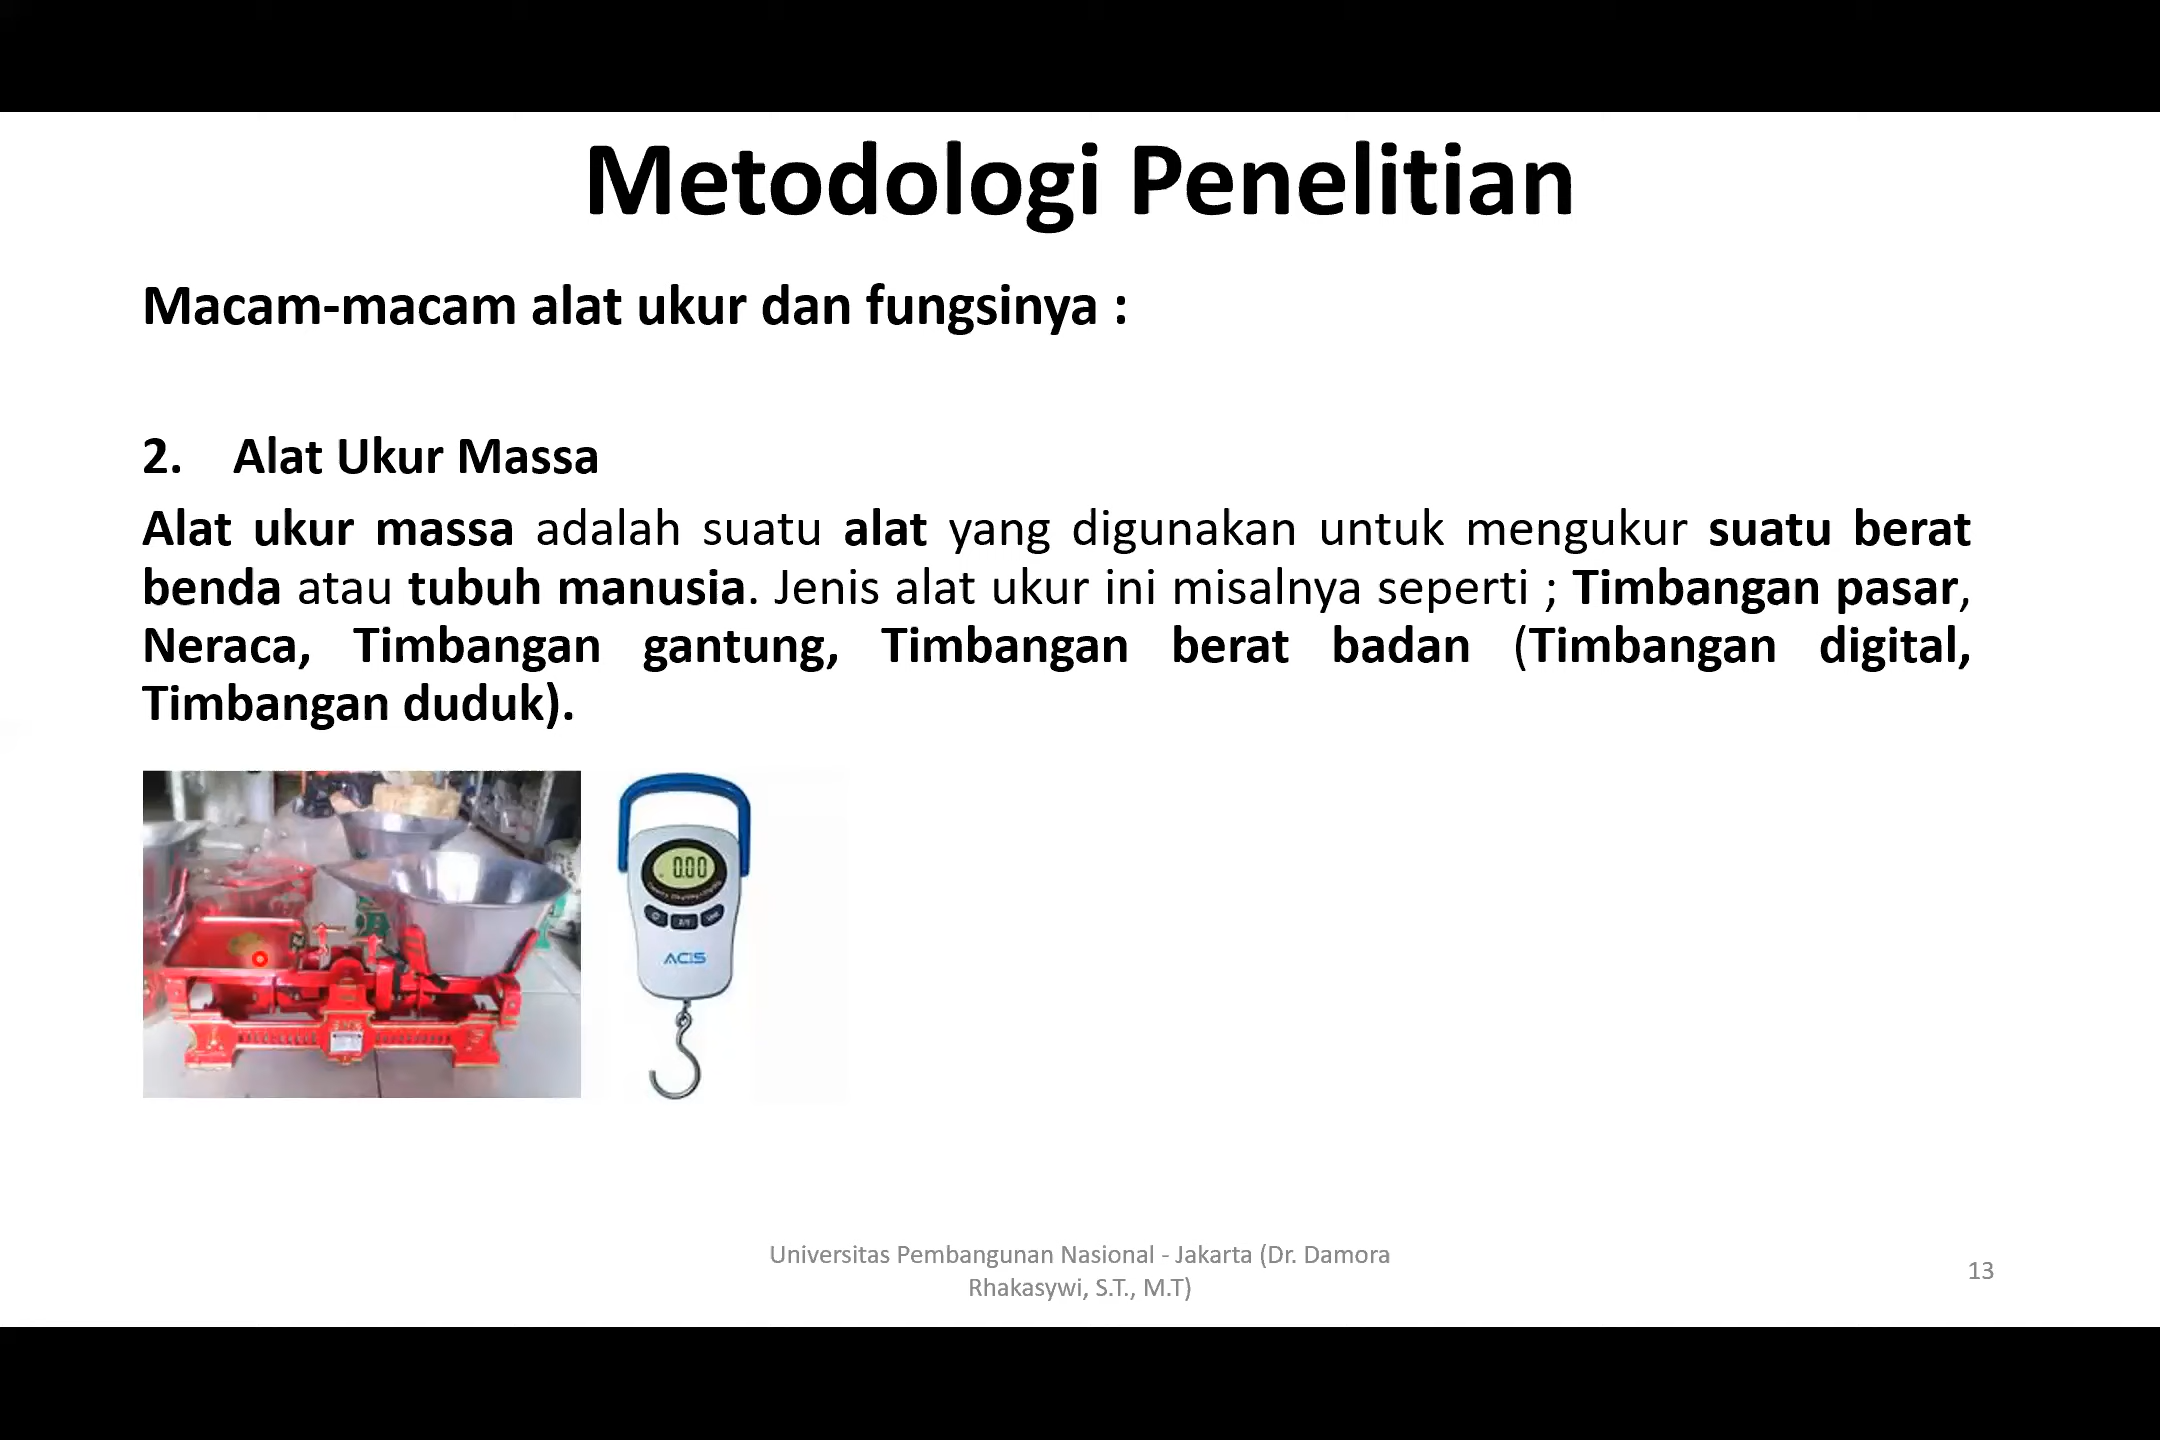 Metodologi Penelitian
Macam-macam alat ukur dan fungsinya :
2. Alat Ukur Massa
Alat ukur massa adalah suatu alat yang digunakan untuk mengukur suatu berat
benda atau tubuh manusia. Jenis alat ukur ini misalnya seperti ; Timbangan pasar,
Neraca, Timbangan gantung, Timbangan berat badan (Timbangan digital,
Timbangan duduk).
0.00
ACIS
Universitas Pembangunan Nasional - Jakarta (Dr. Damora
Rhakasywi, S.T., M.T)
13